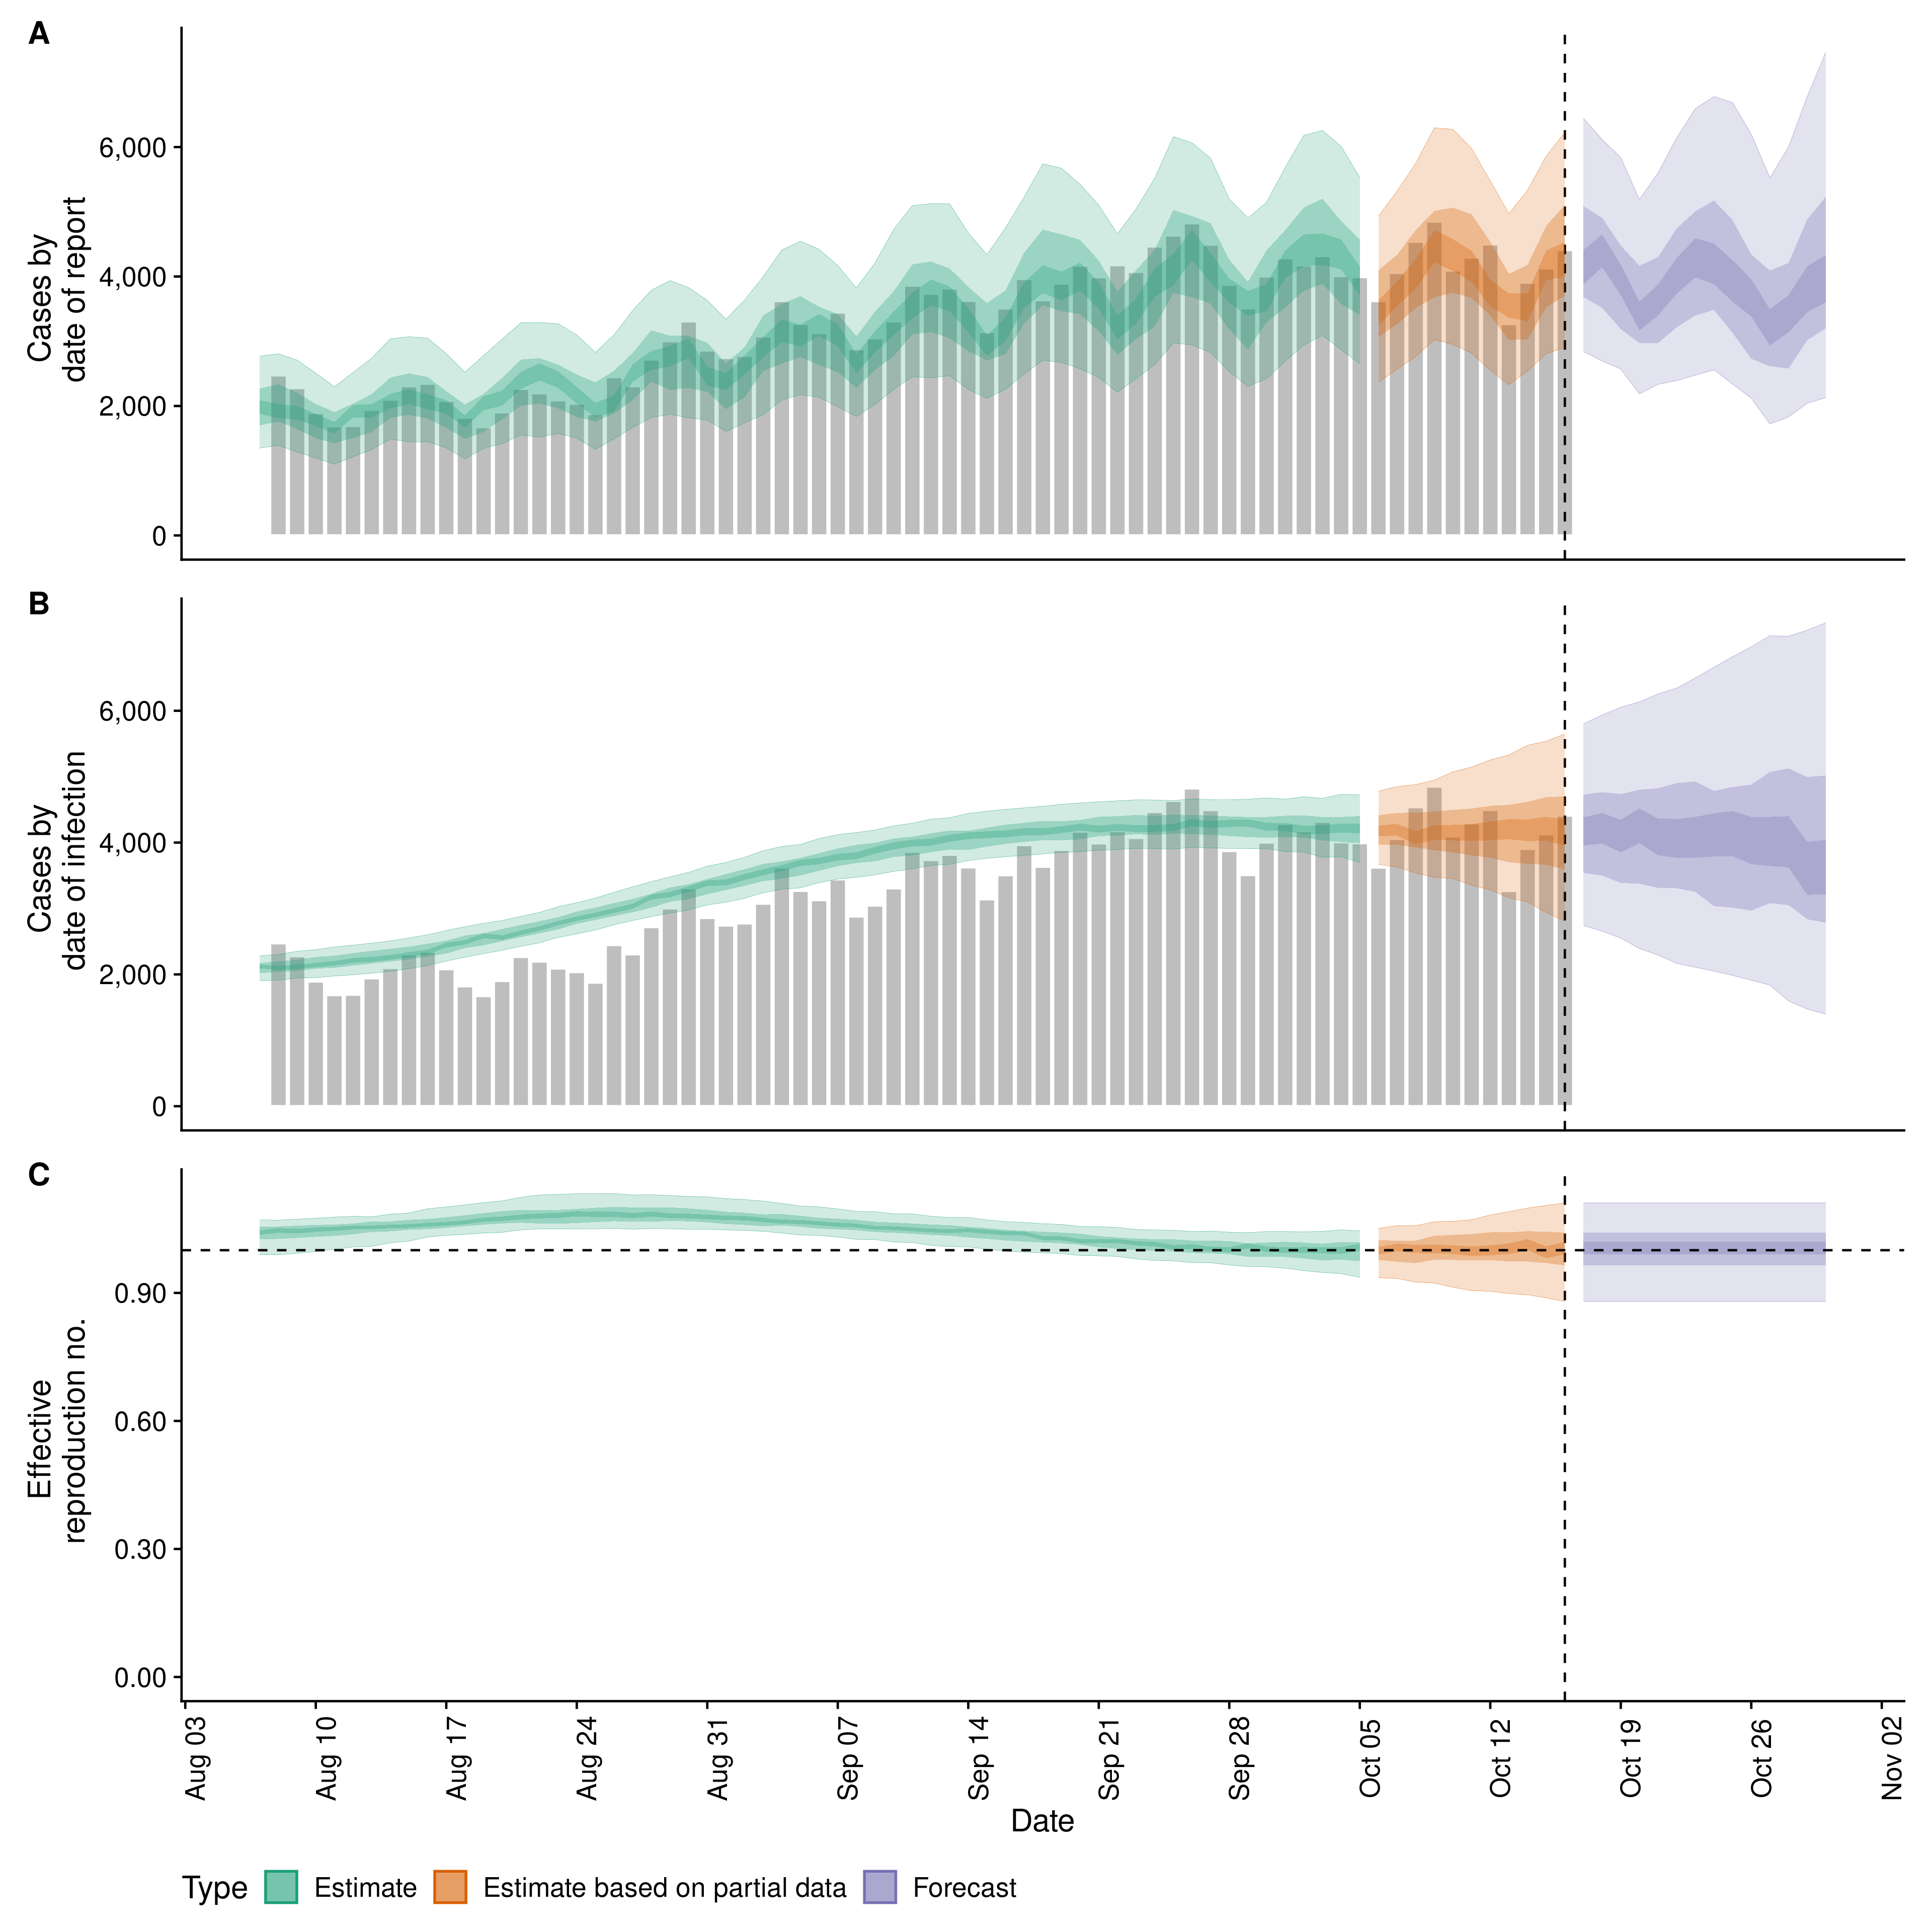 A
Cases by
date of report
6,000
4,000
2,000
0
B
Cases by
date of infection
6,000
4,000
2,000
0
C
Effective
reproduction no.
0.90
0.60
0.30
0.00
Aug 03
Aug 10
Aug 17
Aug 24
Aug 31
Sep 07
Sep 14
Sep 21
Sep 28
Oct 05
Oct 12
Oct 19
Oct 26
Nov 02
Date
Type Estimate Estimate based on partial data Forecast